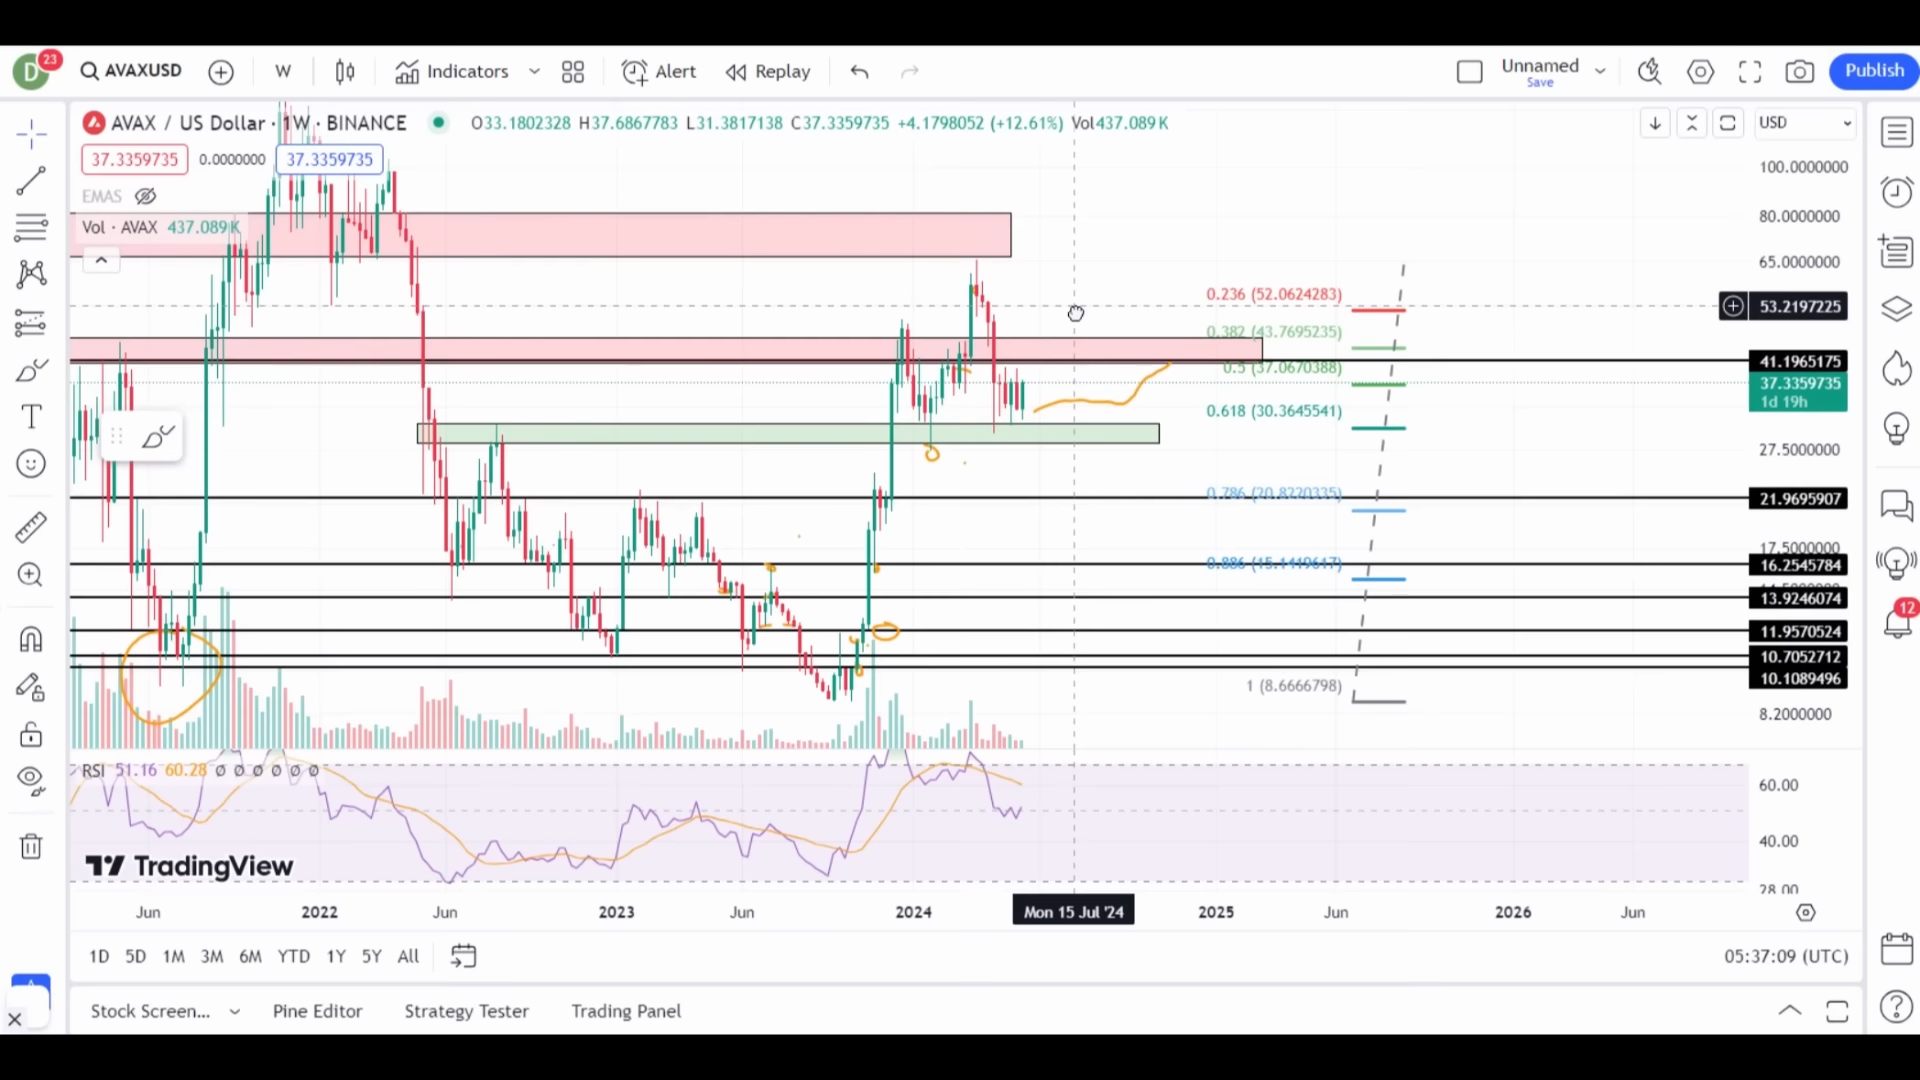 D 23 AVAXUSD W Indicators Alert Replay Unnamed Save Publish
AVAX / US Dollar · 1W · BINANCE O33.1802328 H37.6867783 L31.3817138 C37.3359735 +4.1798052 (+12.61%) Vol437.089K USD
37.3359735 0.0000000 37.3359735
EMAS
Vol · AVAX 437.089K
100.0000000
80.0000000
65.0000000
0.236 (52.0624283)
53.2197225
0.382 (43.7695235)
41.1965175
0.5 (37.0670388)
37.3359735
1d 19h
0.618 (30.3645541)
27.5000000
0.786 (20.8220335)
21.9695907
17.5000000
0.886 (15.1419617)
16.2545784
13.9246074
12
11.9570524
10.7052712
10.1089496
1 (8.6666798)
8.2000000
RSI 51.16 60.28 Ø Ø Ø Ø Ø Ø
60.00
40.00
TradingView
28.00
Jun 2022 Jun 2023 Jun 2024 Mon 15 Jul '24 2025 Jun 2026 Jun
1D 5D 1M 3M 6M YTD 1Y 5Y All 05:37:09 (UTC)
Stock Screen... Pine Editor Strategy Tester Trading Panel